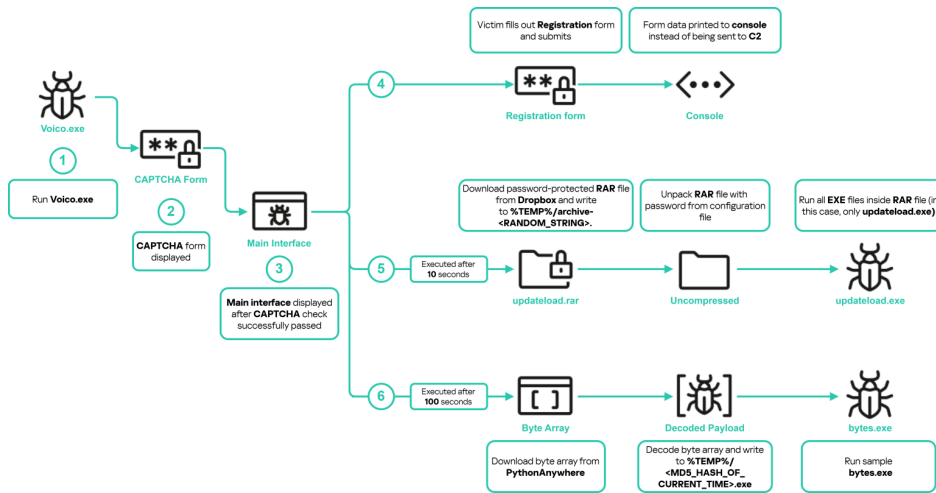 Voico.exe
1
Run Voico.exe
CAPTCHA Form
2
CAPTCHA form
displayed
Main Interface
3
Main interface displayed
after CAPTCHA check
successfully passed
Victim fills out Registration form
and submits
Form data printed to console
instead of being sent to C2
4
**
Registration form
Console
Download password-protected RAR file
from Dropbox and write
to %TEMP%/archive-
<RANDOM_STRING>.
Unpack RAR file with
password from configuration
file
Run all EXE files inside RAR file (in
this case, only updateload.exe)
5
Executed after
10 seconds
updateload.rar
Uncompressed
updateload.exe
6
Executed after
100 seconds
Byte Array
Decoded Payload
bytes.exe
Download byte array from
PythonAnywhere
Decode byte array and write
to %TEMP%/
<MD5_HASH_OF_
CURRENT_TIME>.exe
Run sample
bytes.exe